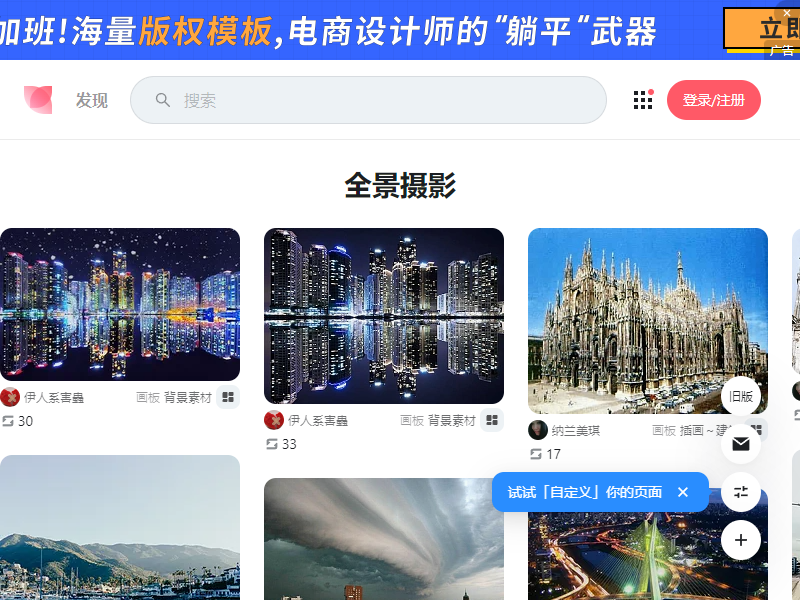 加班!海量版权模板,电商设计师的“躺平“武器
立即
广告
发现
搜索
登录/注册
全景摄影
伊人系害蟲
画板 背景素材
30
伊人系害蟲
画板 背景素材
33
纳兰美琪
画板 插画～建
17
旧版
试试「自定义」你的页面